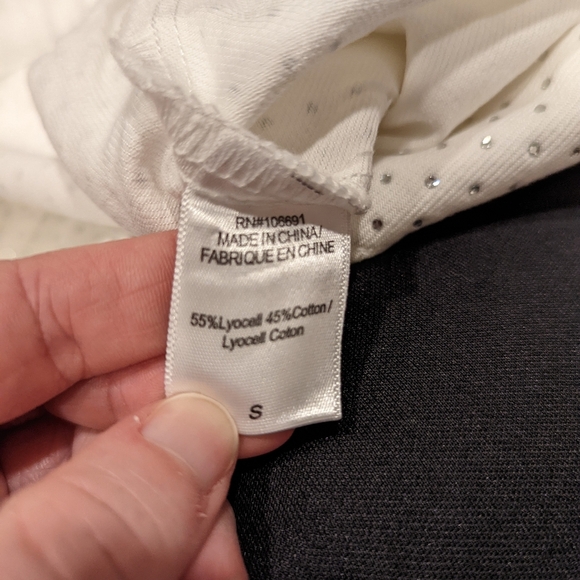 RN#106691
MADE IN CHINA/
FABRIQUE EN CHINE
55%Lyocell 45%Cotton/
Lyocell Coton
S